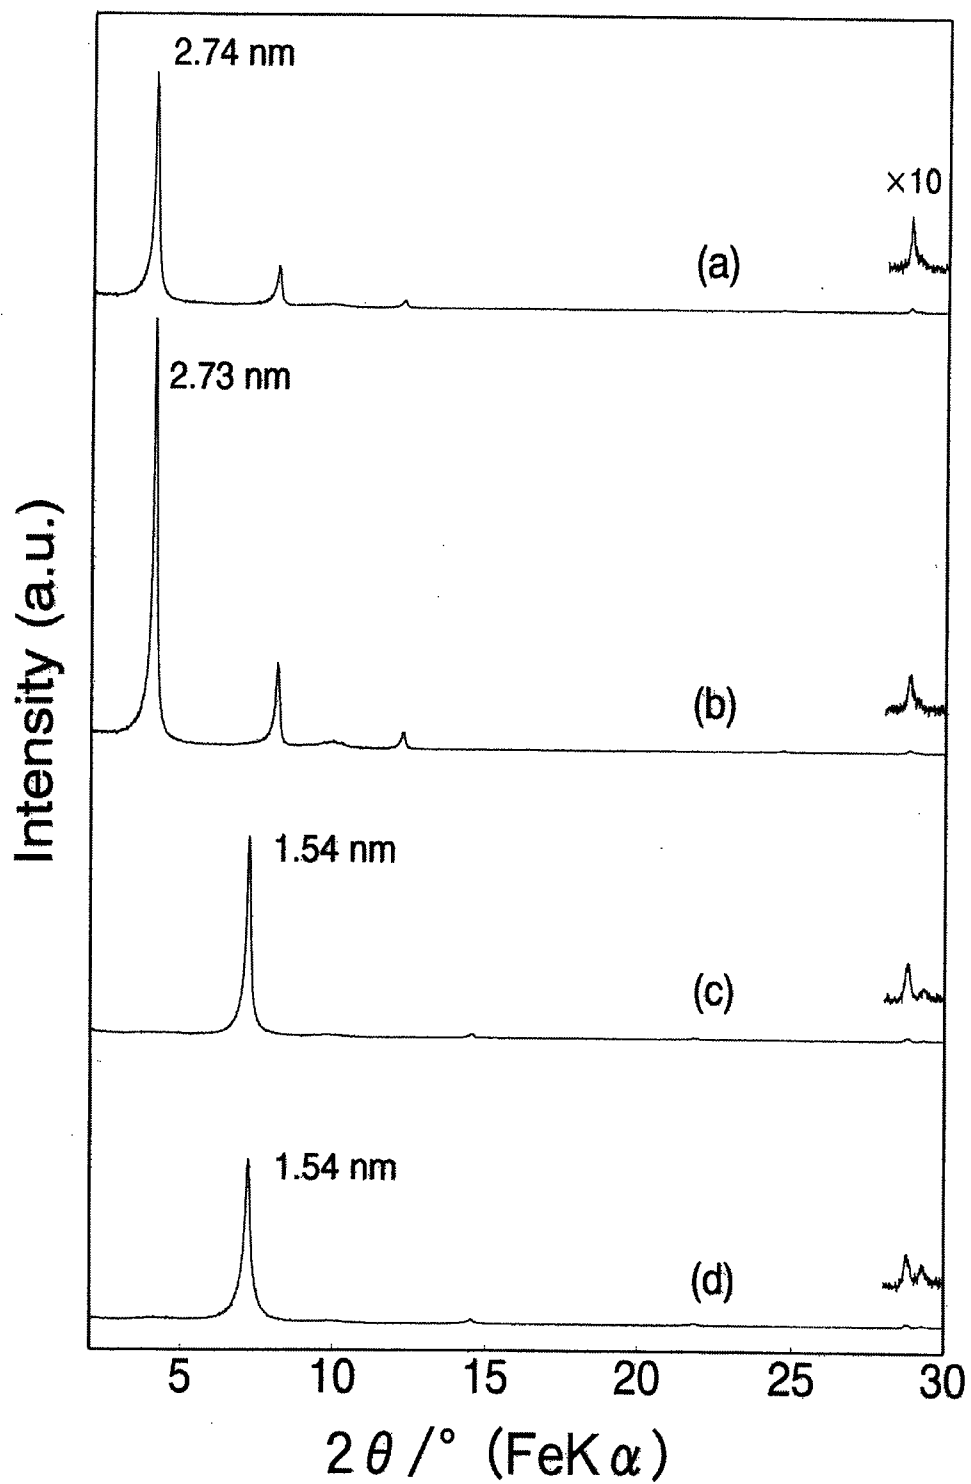 2.74 nm
×10
(a)
2.73 nm
(b)
1.54 nm
(c)
1.54 nm
(d)
Intensity (a.u.)
5 10 15 20 25 30
2θ/° (FeKα)